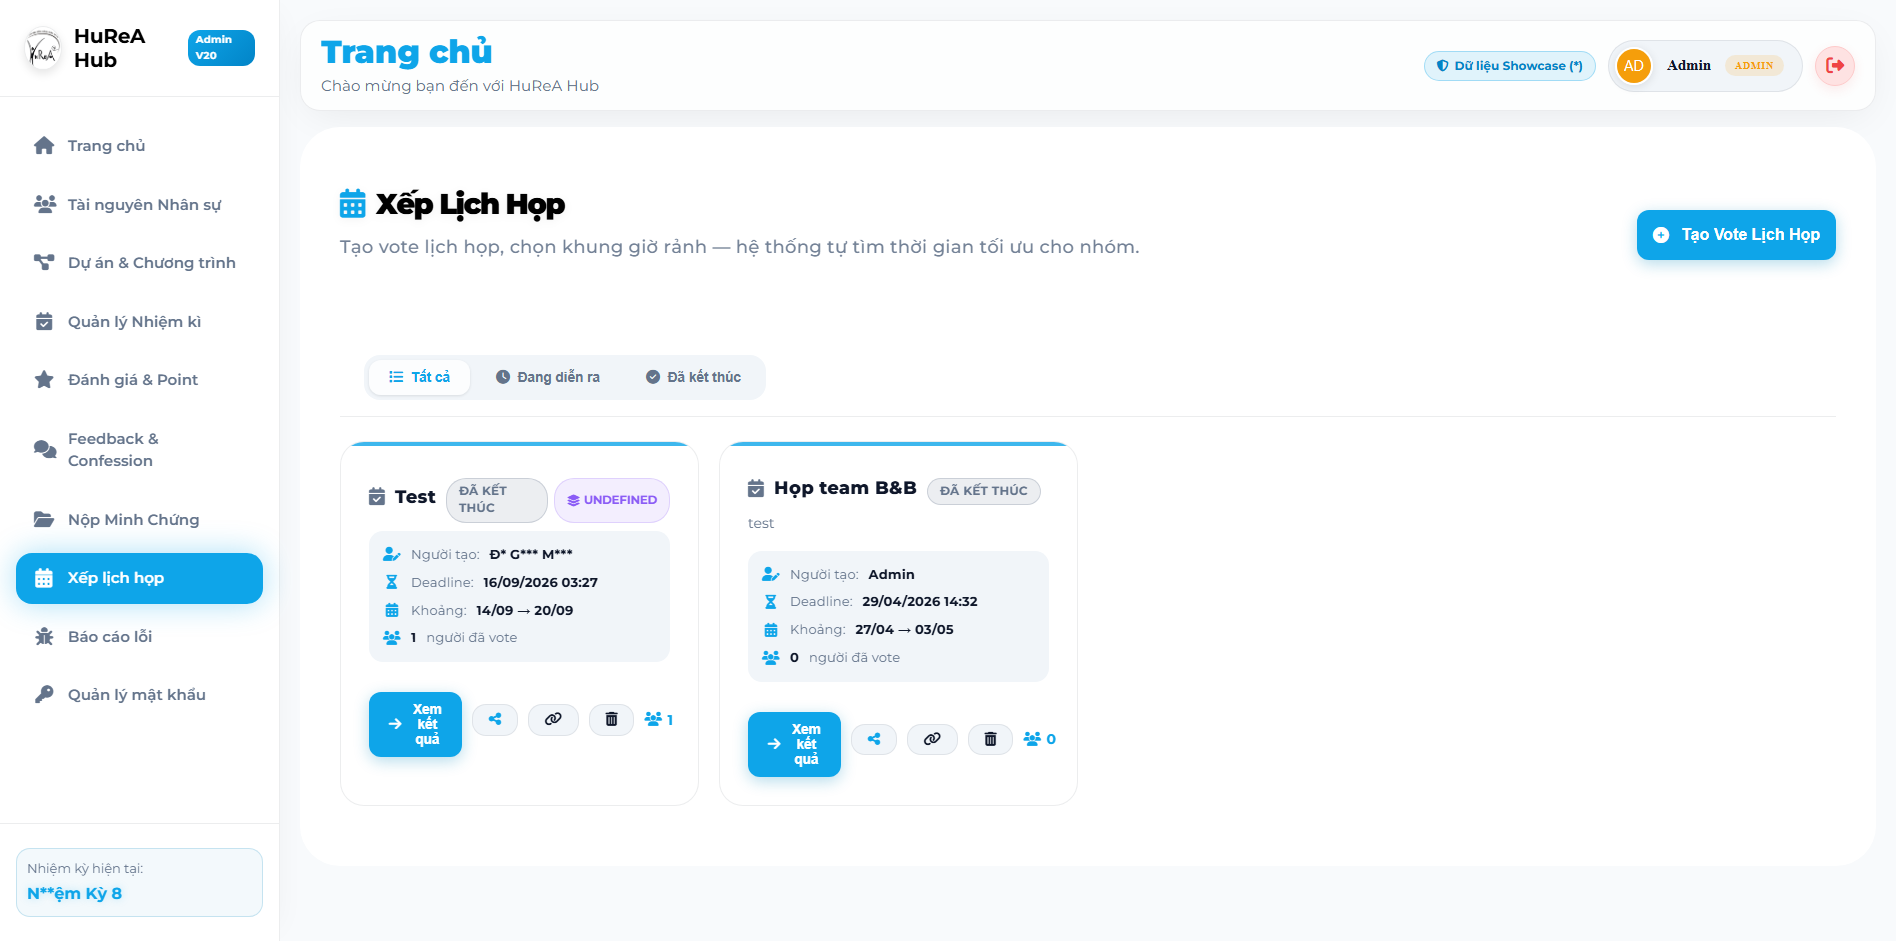 HuReA
Hub
Admin
V20
Trang chủ
Tài nguyên Nhân sự
Dự án & Chương trình
Quản lý Nhiệm kì
Đánh giá & Point
Feedback &
Confession
Nộp Minh Chứng
Xếp lịch họp
Báo cáo lỗi
Quản lý mật khẩu
Nhiệm kỳ hiện tại:
N**ệm Kỳ 8
Trang chủ
Chào mừng bạn đến với HuReA Hub
Dữ liệu Showcase (*)
AD
Admin
ADMIN
Xếp Lịch Họp
Tạo vote lịch họp, chọn khung giờ rảnh — hệ thống tự tìm thời gian tối ưu cho nhóm.
Tạo Vote Lịch Họp
Tất cả
Đang diễn ra
Đã kết thúc
Test
ĐÃ KẾT
THÚC
UNDEFINED
Người tạo: Đ* G*** M***
Deadline: 16/09/2026 03:27
Khoảng: 14/09 → 20/09
1 người đã vote
Xem
kết
quả
1
Họp team B&B
ĐÃ KẾT THÚC
test
Người tạo: Admin
Deadline: 29/04/2026 14:32
Khoảng: 27/04 → 03/05
0 người đã vote
Xem
kết
quả
0